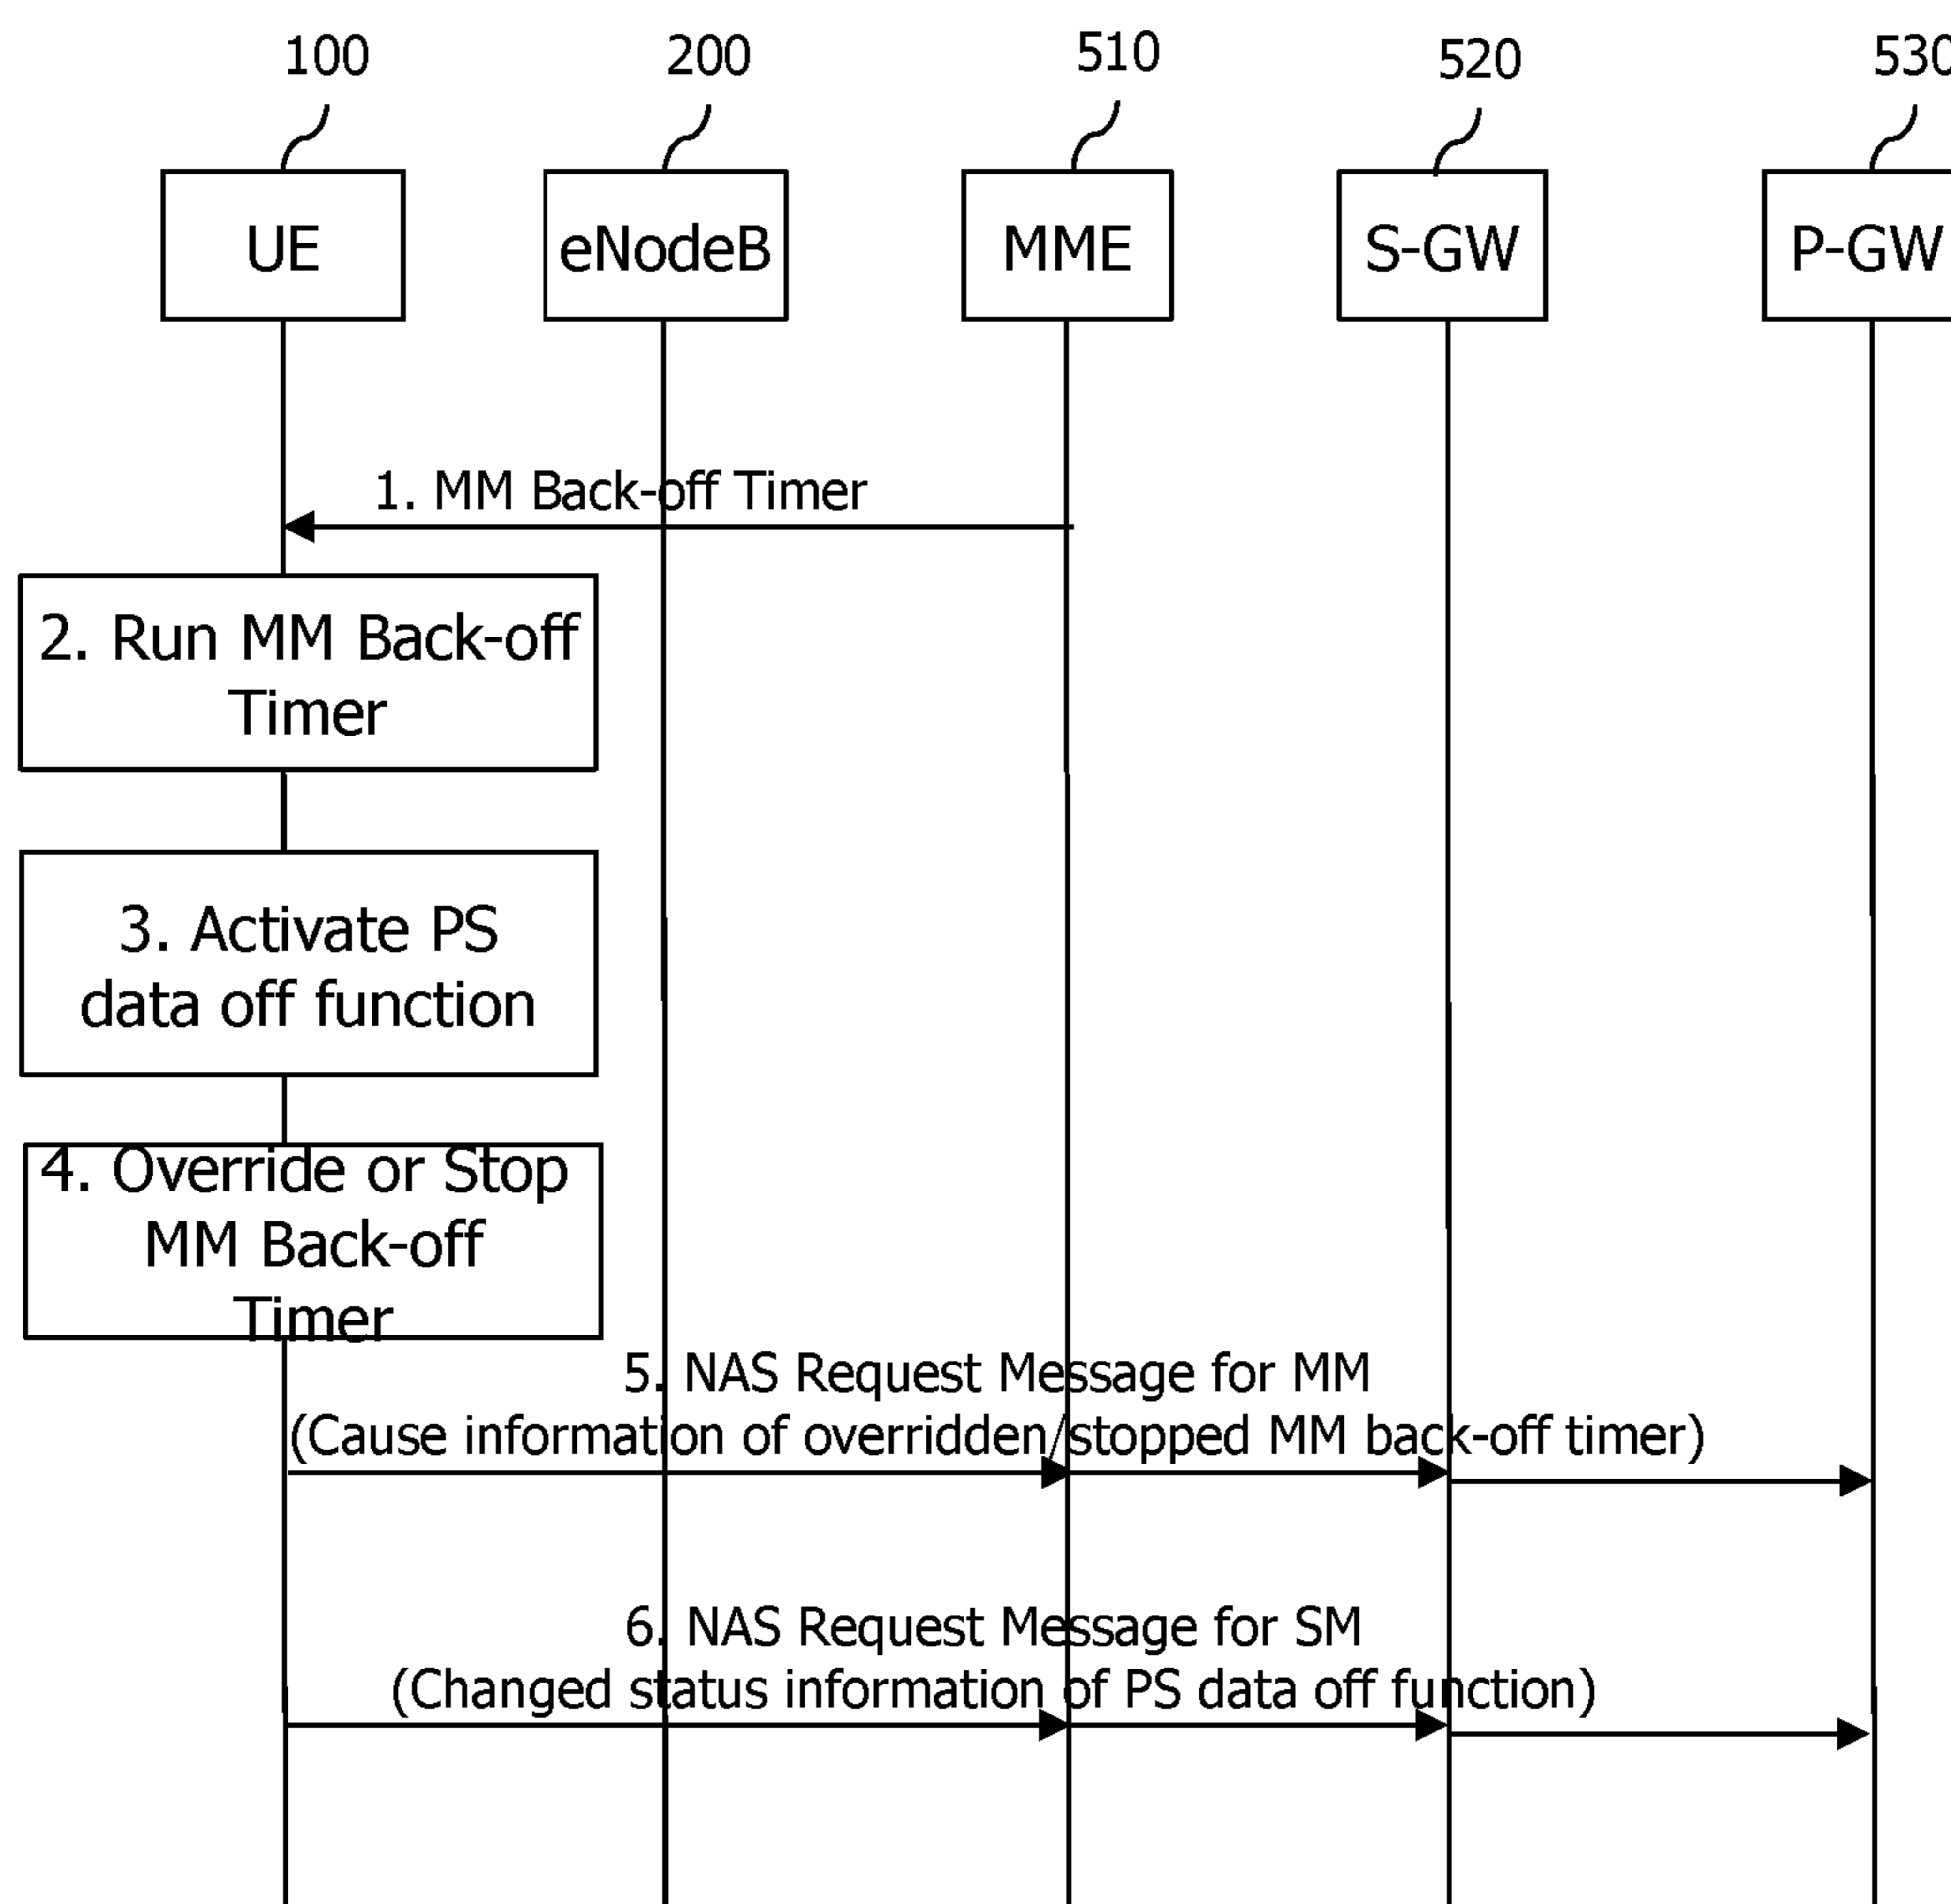 100 200 510 520 530
UE eNodeB MME S-GW P-GW
1. MM Back-off Timer
2. Run MM Back-off
Timer
3. Activate PS
data off function
4. Override or Stop
MM Back-off
Timer
5. NAS Request Message for MM
(Cause information of overridden/stopped MM back-off timer)
6. NAS Request Message for SM
(Changed status information of PS data off function)